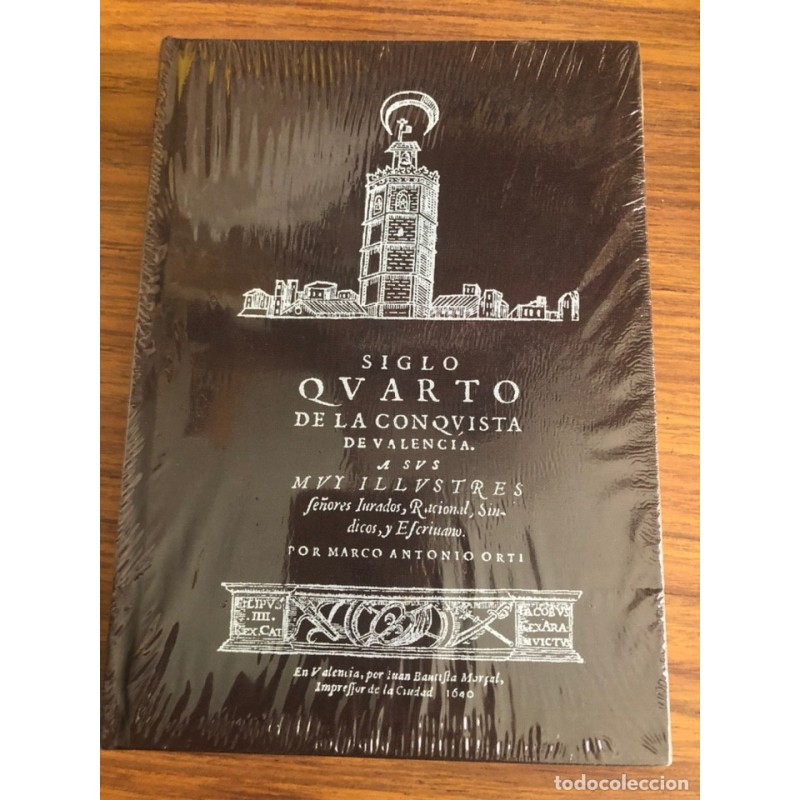 SIGLO
QVARTO
DE LA CONQVISTA
DE VALENCIA.
A SVS
MVY ILLVSTRES
ſeñores Iurados, Racional, Sin-
dicos, y Eſcriuano.
POR MARCO ANTONIO ORTI
FILIPVS
IIII.
REX.CAT.
IACOBVS
REX ARA.
INVICTVS
En Valencia, por Iuan Bautiſta Marçal,
Impreſſor de la Ciudad 1640
todocoleccion